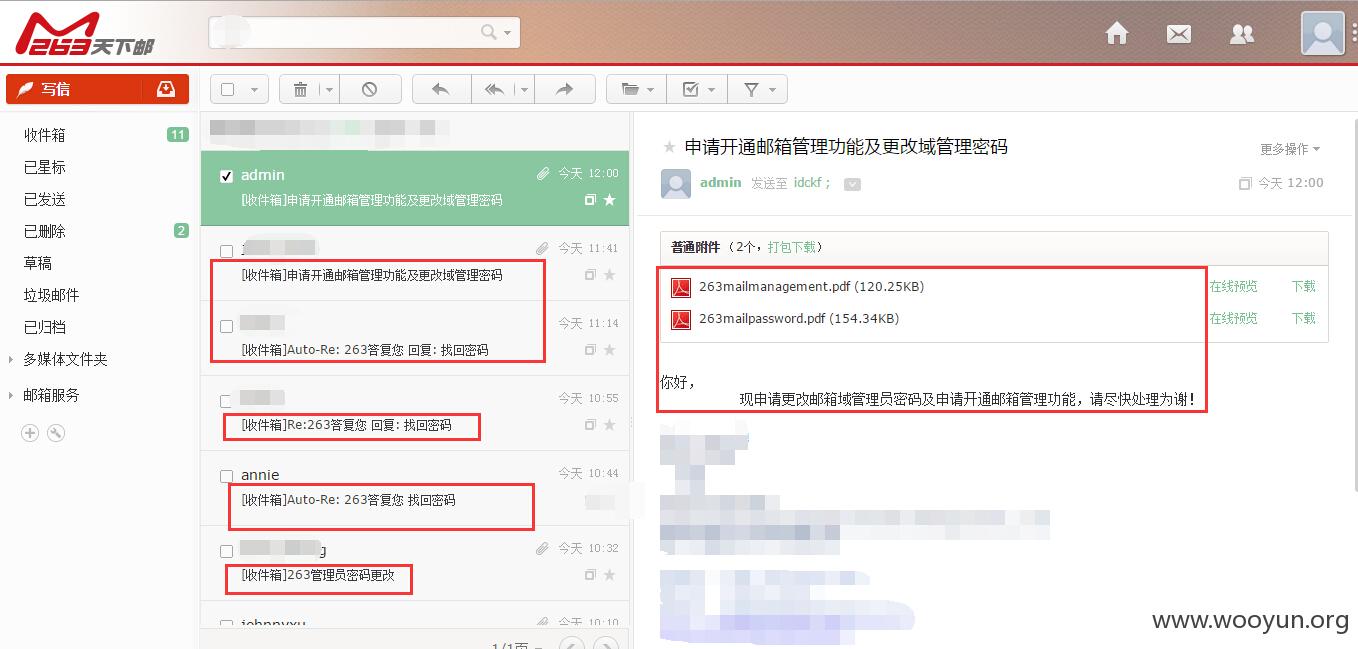 263天下邮
写信
收件箱 11
已星标
已发送
已删除 2
草稿
垃圾邮件
已归档
多媒体文件夹
邮箱服务
admin 今天 12:00
[收件箱]申请开通邮箱管理功能及更改域管理密码
今天 11:41
[收件箱]申请开通邮箱管理功能及更改域管理密码
今天 11:14
[收件箱]Auto-Re: 263答复您 回复: 找回密码
今天 10:55
[收件箱]Re:263答复您 回复: 找回密码
annie 今天 10:44
[收件箱]Auto-Re: 263答复您 找回密码
g 今天 10:32
[收件箱]263管理员密码更改
johnnyxu 今天 10:10
1/1页
申请开通邮箱管理功能及更改域管理密码
更多操作
admin 发送至 idckf ;
今天 12:00
普通附件 (2个, 打包下载)
263mailmanagement.pdf (120.25KB) 在线预览 下载
263mailpassword.pdf (154.34KB) 在线预览 下载
你好,
现申请更改邮箱域管理员密码及申请开通邮箱管理功能, 请尽快处理为谢!
www.wooyun.org